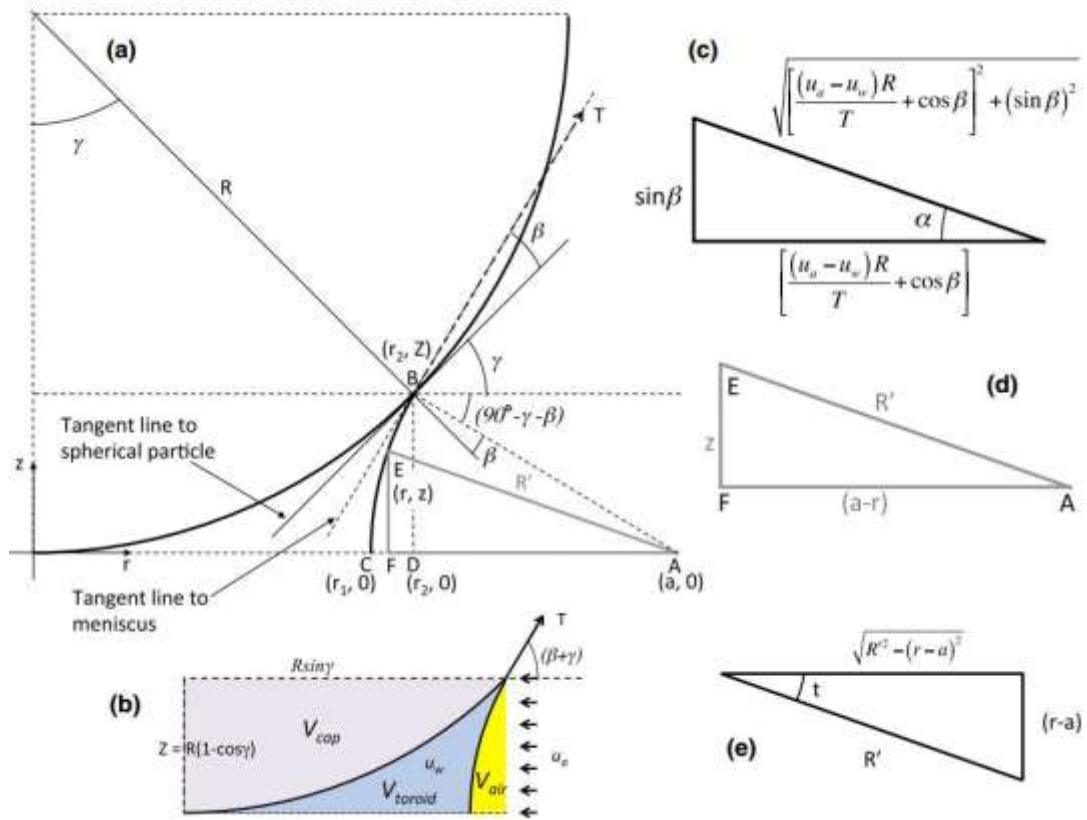 (a)
γ
R
T
β
(r₂, Z)
B
γ
(90°-γ-β)
β
Tangent line to
spherical particle
z
E
(r, z)
R'
r
C
F
D
A
(r₁, 0)
(r₂, 0)
(a, 0)
Tangent line to
meniscus
(b)
T
(β+γ)
Rsinγ
V_cap
Z = R(1-cosγ)
u_w
V_toroid
V_air
u_a
(c)
√([(u_a − u_w)R/T + cosβ]² + (sinβ)²)
sinβ
α
[(u_a − u_w)R/T + cosβ]
(d)
E
R'
z
F
(a-r)
A
√(R'² − (r − a)²)
t
(r-a)
(e)
R'